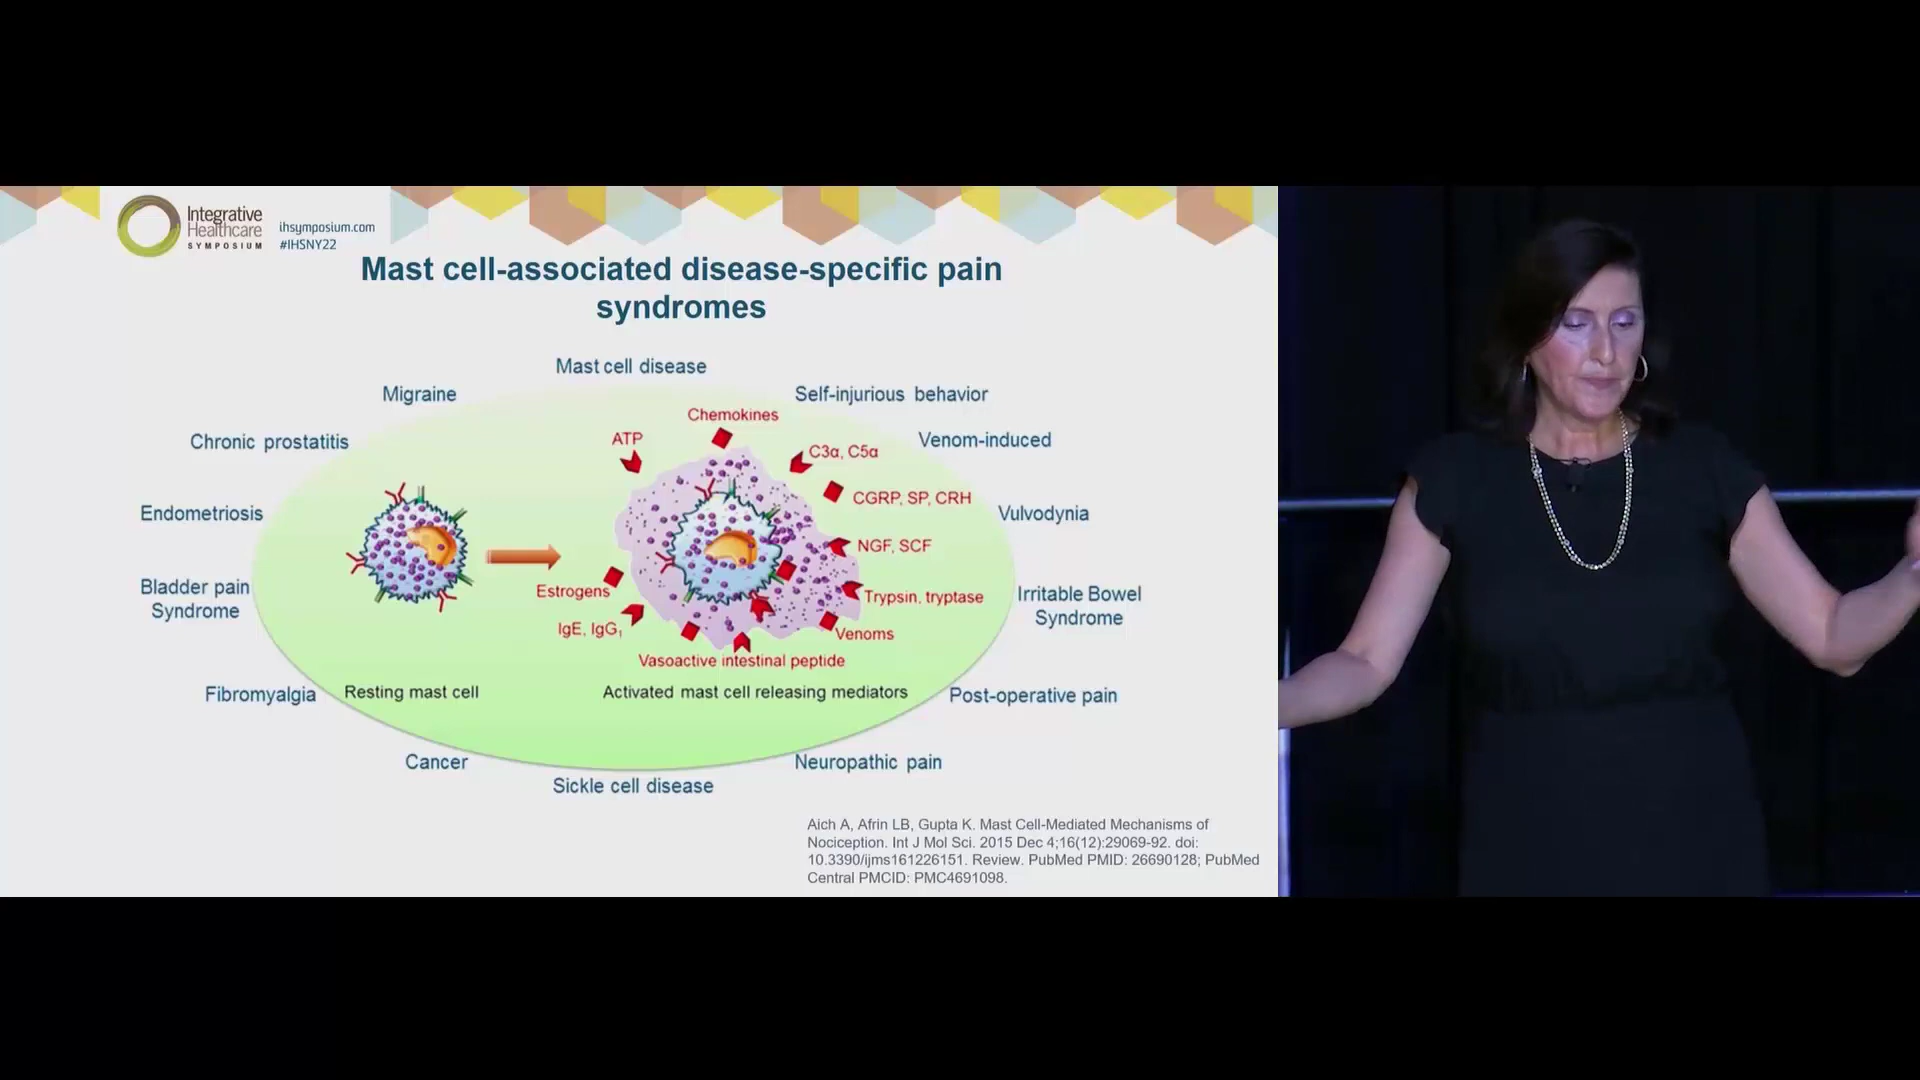 Integrative
Healthcare
SYMPOSIUM
ihsymposium.com
#IHSNY22
Mast cell-associated disease-specific pain
syndromes
Mast cell disease
Migraine
Self-injurious behavior
Chemokines
ATP
Chronic prostatitis
Venom-induced
C3α, C5α
CGRP, SP, CRH
Endometriosis
Vulvodynia
NGF, SCF
Bladder pain
Syndrome
Estrogens
Trypsin, tryptase
Irritable Bowel
Syndrome
IgE, IgG₁
Venoms
Vasoactive intestinal peptide
Fibromyalgia
Resting mast cell
Activated mast cell releasing mediators
Post-operative pain
Cancer
Neuropathic pain
Sickle cell disease
Aich A, Afrin LB, Gupta K. Mast Cell-Mediated Mechanisms of
Nociception. Int J Mol Sci. 2015 Dec 4;16(12):29069-92. doi:
10.3390/ijms161226151. Review. PubMed PMID: 26690128; PubMed
Central PMCID: PMC4691098.